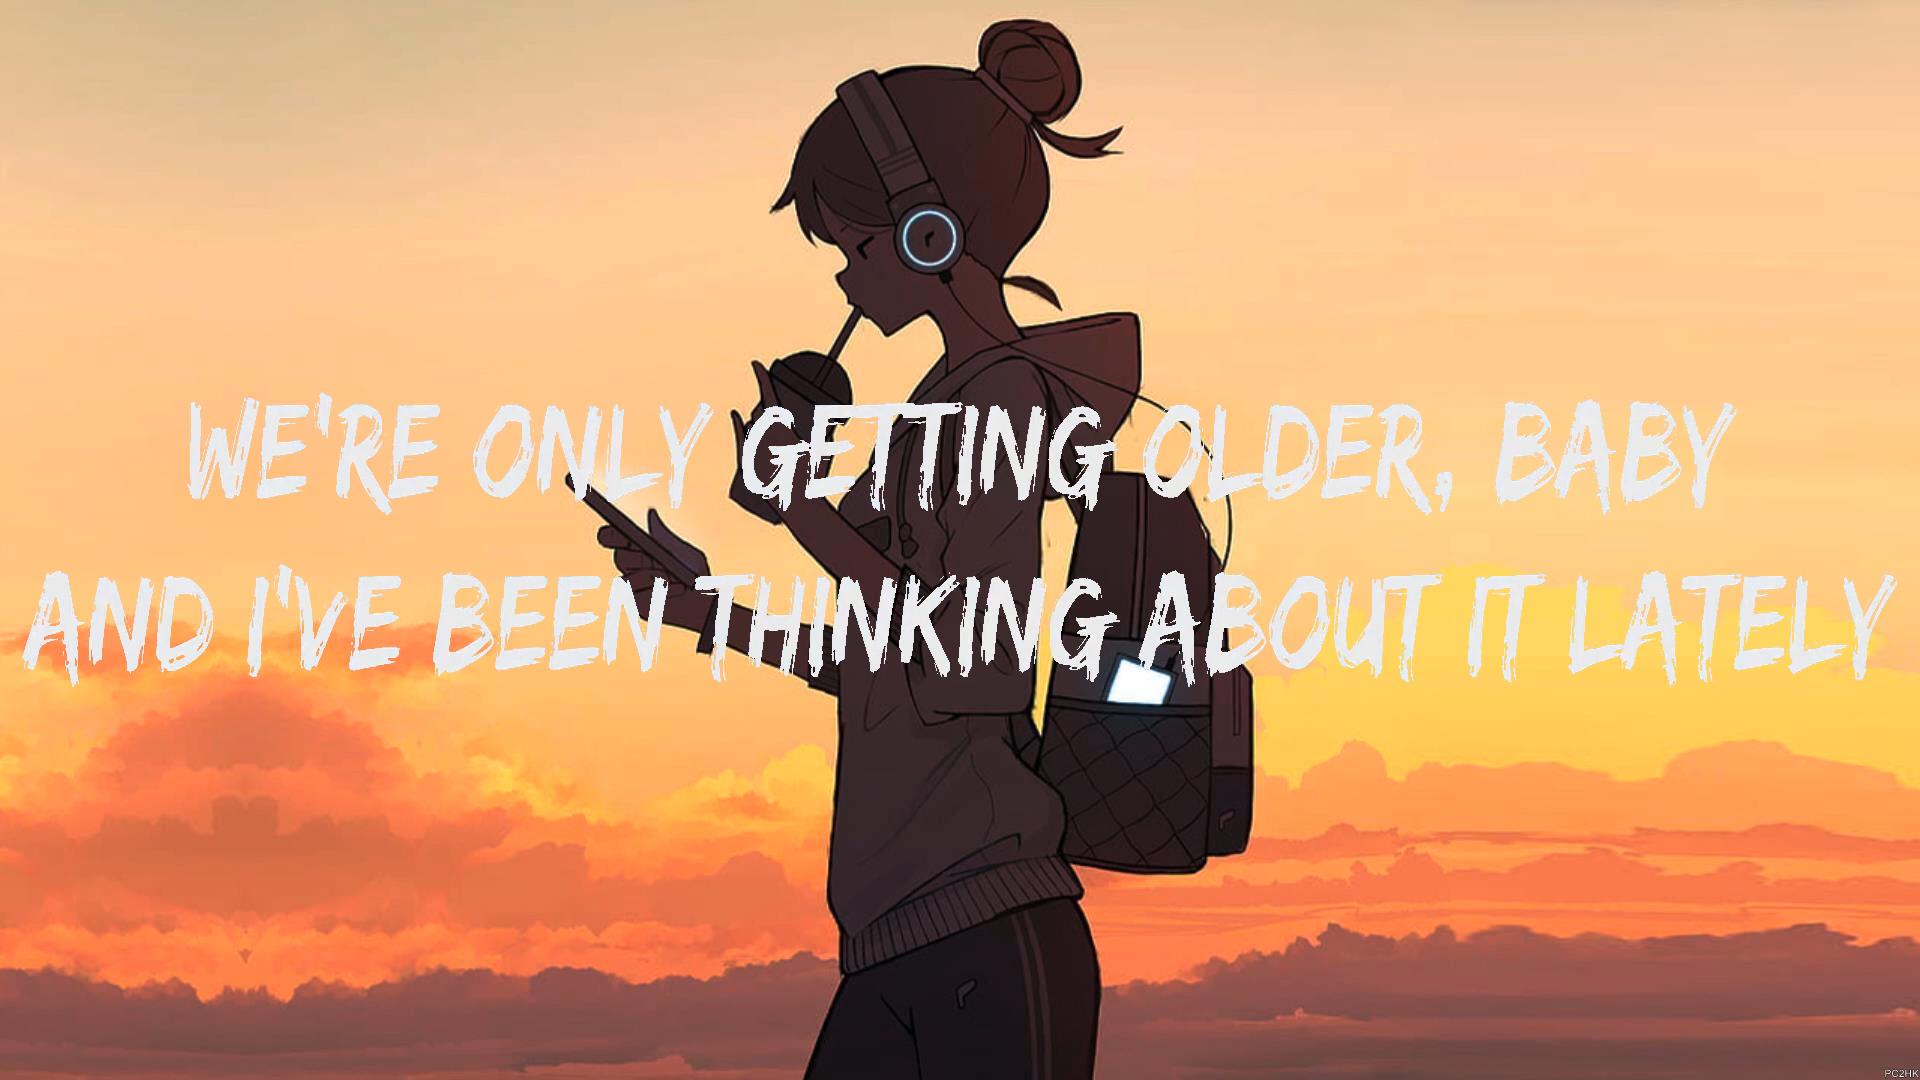 WE'RE ONLY GETTING OLDER, BABY
AND I'VE BEEN THINKING ABOUT IT LATELY
PC2HK